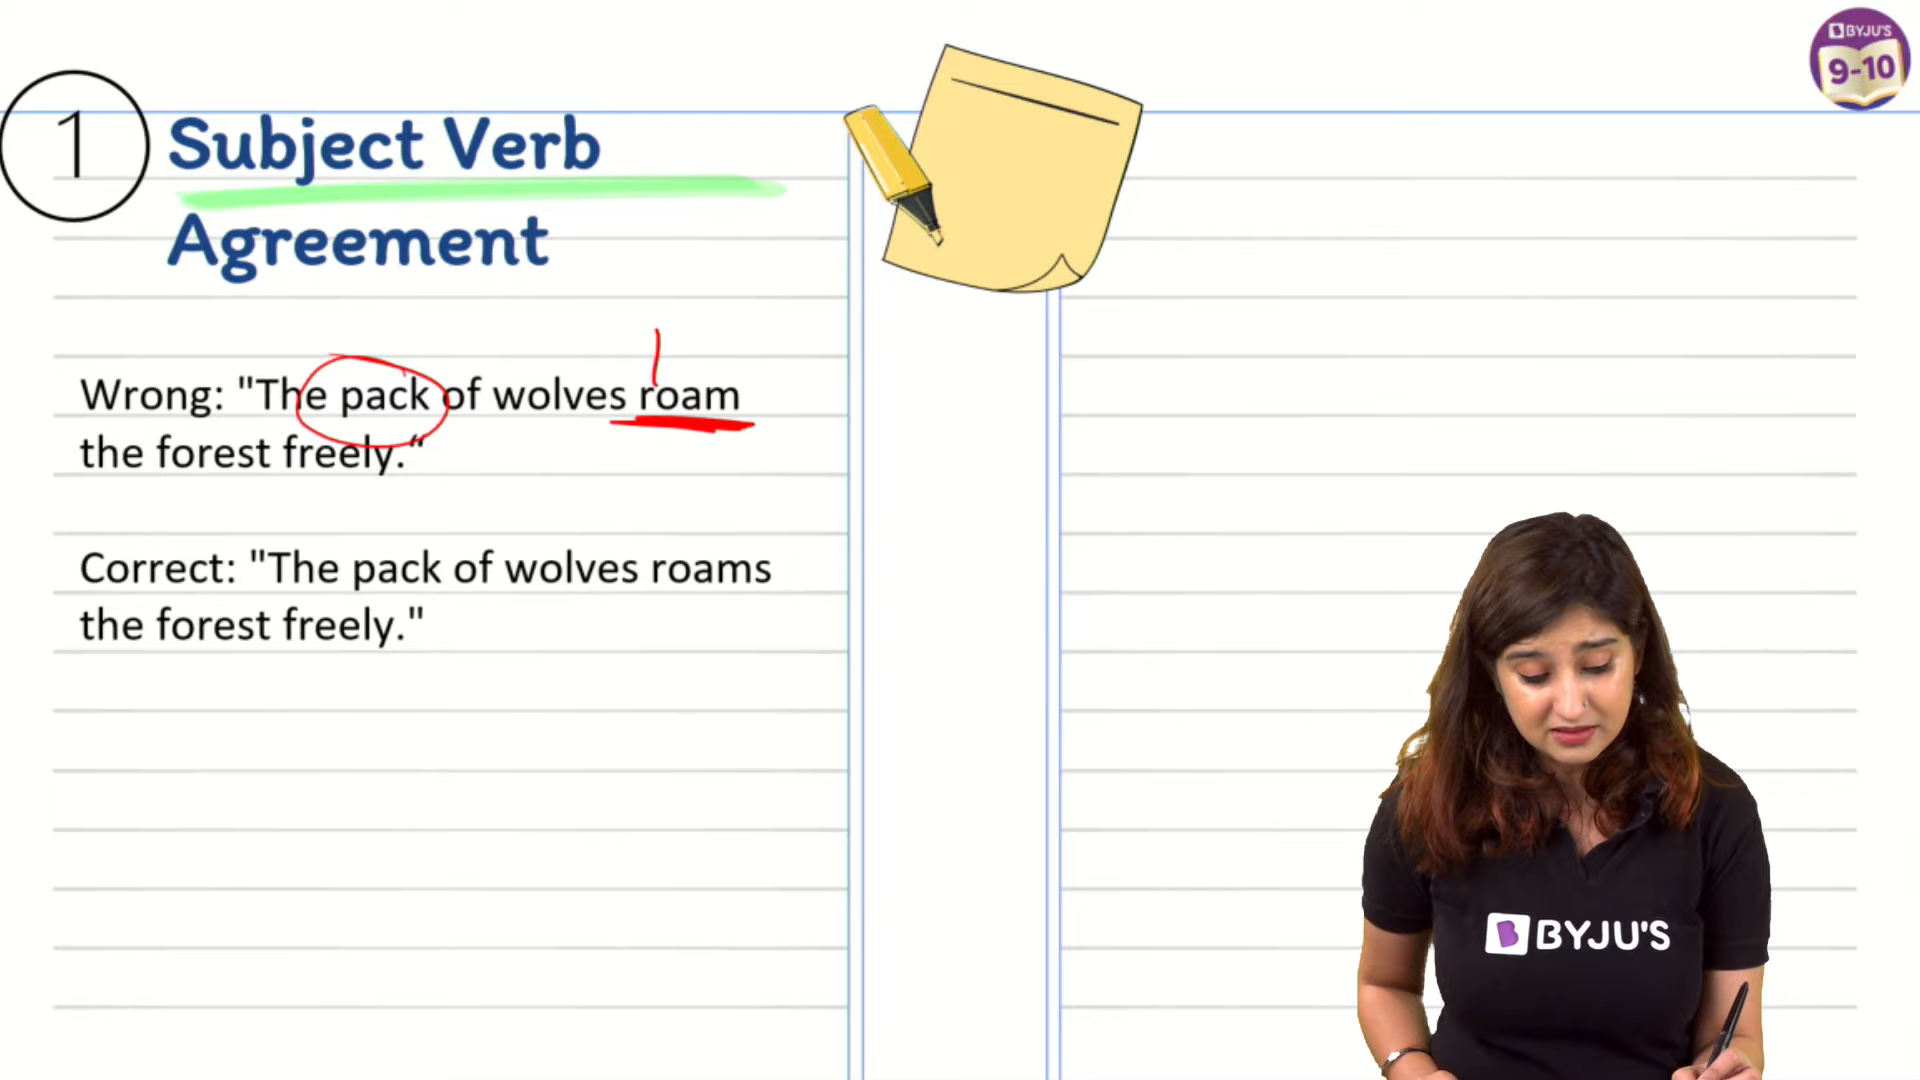 BYJU'S
9-10
1
Subject Verb
Agreement
Wrong: "The pack of wolves roam
the forest freely.“
Correct: "The pack of wolves roams
the forest freely."
BYJU'S